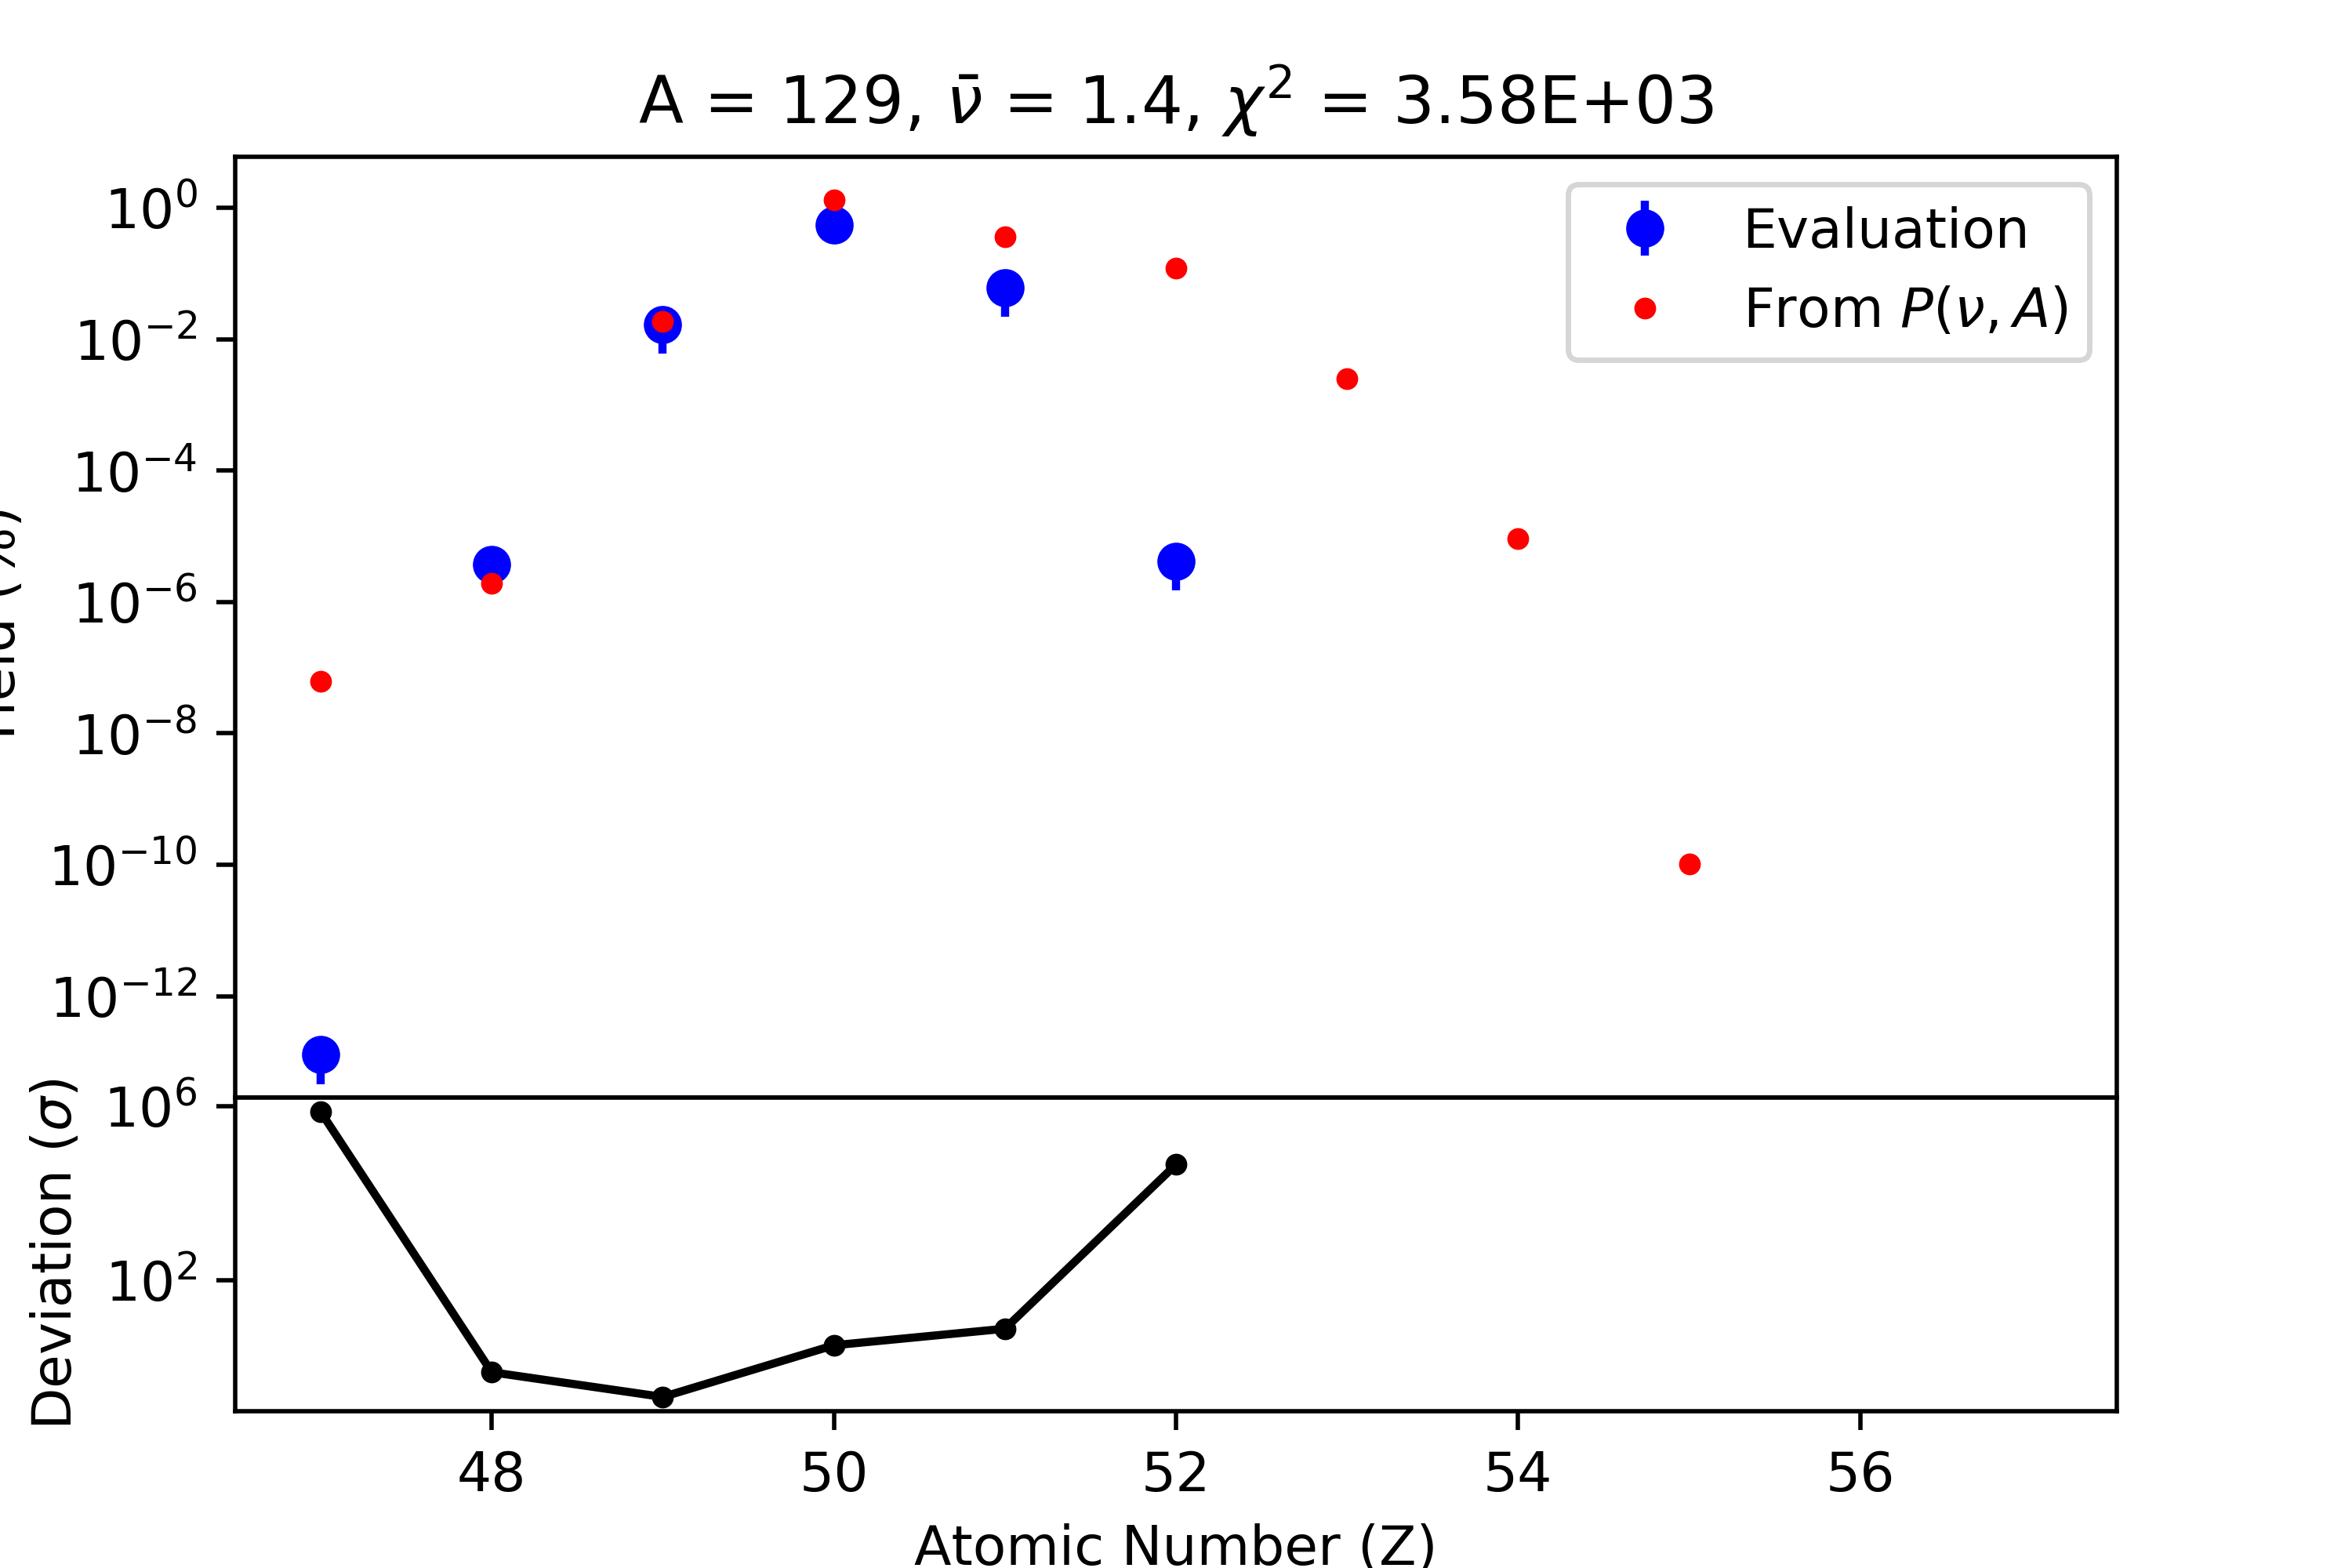 A = 129, ν̄ = 1.4, χ² = 3.58E+03
10⁰
10⁻²
10⁻⁴
10⁻⁶
10⁻⁸
10⁻¹⁰
10⁻¹²
(%)
Evaluation
From P(ν, A)
10⁶
10²
Deviation (σ)
48 50 52 54 56
Atomic Number (Z)